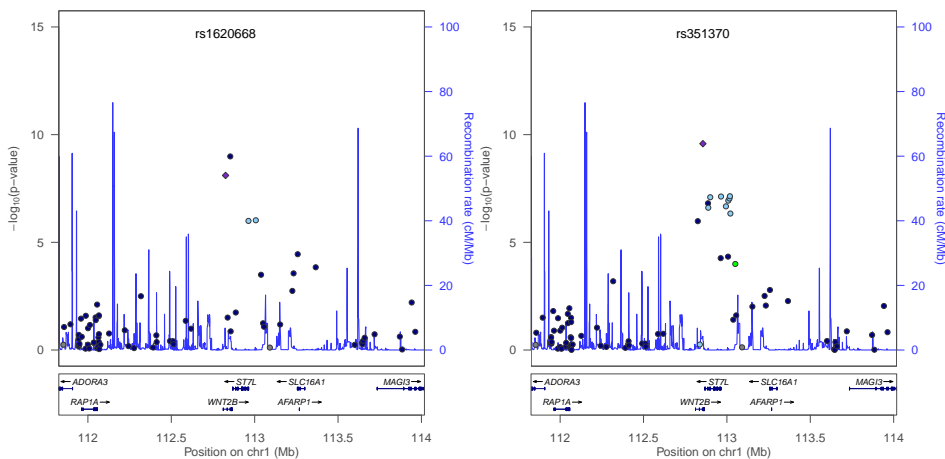 rs1620668
−log10(p−value)
Recombination rate (cM/Mb)
15
10
5
0
100
80
60
40
20
0
ADORA3
ST7L
SLC16A1
MAGI3
RAP1A
WNT2B
AFARP1
112
112.5
113
113.5
114
Position on chr1 (Mb)
rs351370
−log10(p−value)
Recombination rate (cM/Mb)
15
10
5
0
100
80
60
40
20
0
ADORA3
ST7L
SLC16A1
MAGI3
RAP1A
WNT2B
AFARP1
112
112.5
113
113.5
114
Position on chr1 (Mb)